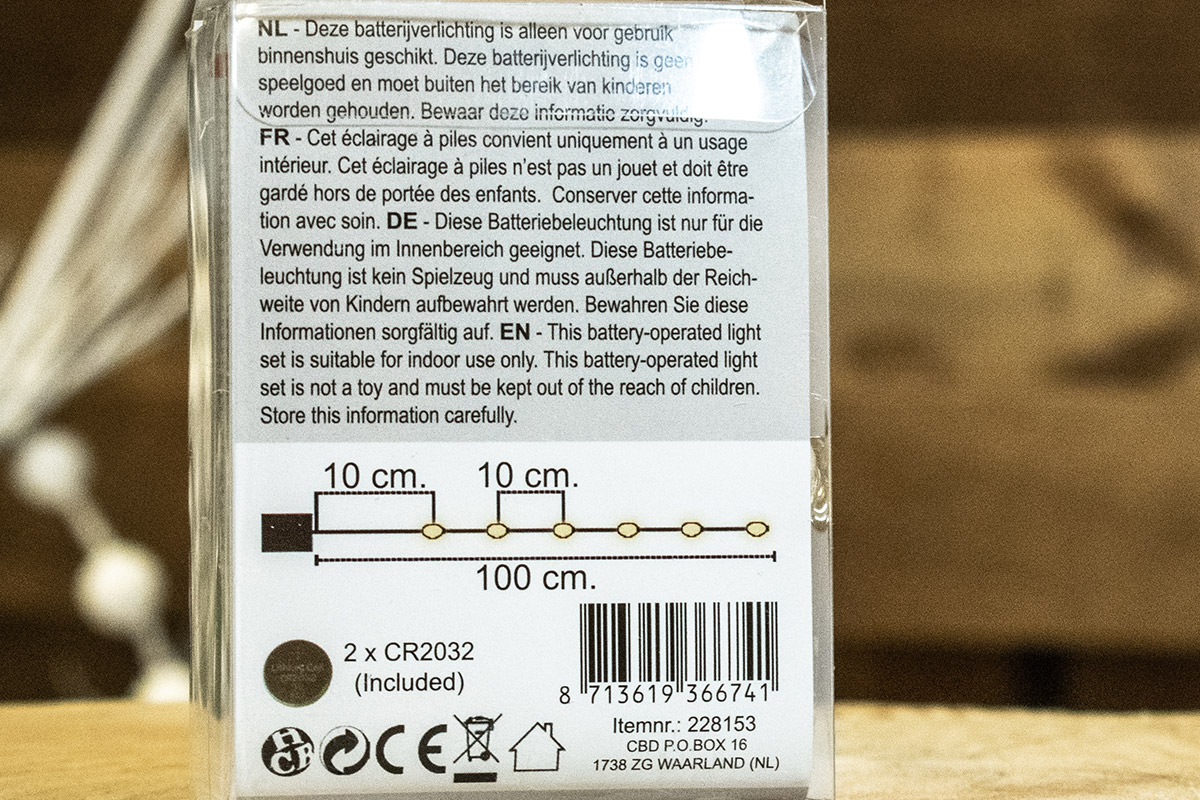 NL - Deze batterijverlichting is alleen voor gebruik
binnenshuis geschikt. Deze batterijverlichting is geen
speelgoed en moet buiten het bereik van kinderen
worden gehouden. Bewaar deze informatie zorgvuldig.
FR - Cet éclairage à piles convient uniquement à un usage
intérieur. Cet éclairage à piles n'est pas un jouet et doit être
gardé hors de portée des enfants. Conserver cette informa-
tion avec soin. DE - Diese Batteriebeleuchtung ist nur für die
Verwendung im Innenbereich geeignet. Diese Batteriebe-
leuchtung ist kein Spielzeug und muss außerhalb der Reich-
weite von Kindern aufbewahrt werden. Bewahren Sie diese
Informationen sorgfältig auf. EN - This battery-operated light
set is suitable for indoor use only. This battery-operated light
set is not a toy and must be kept out of the reach of children.
Store this information carefully.
10 cm. 10 cm.
100 cm.
2 x CR2032
(Included)
8 713619 366741
Itemnr.: 228153
CBD P.O.BOX 16
1738 ZG WAARLAND (NL)
CE